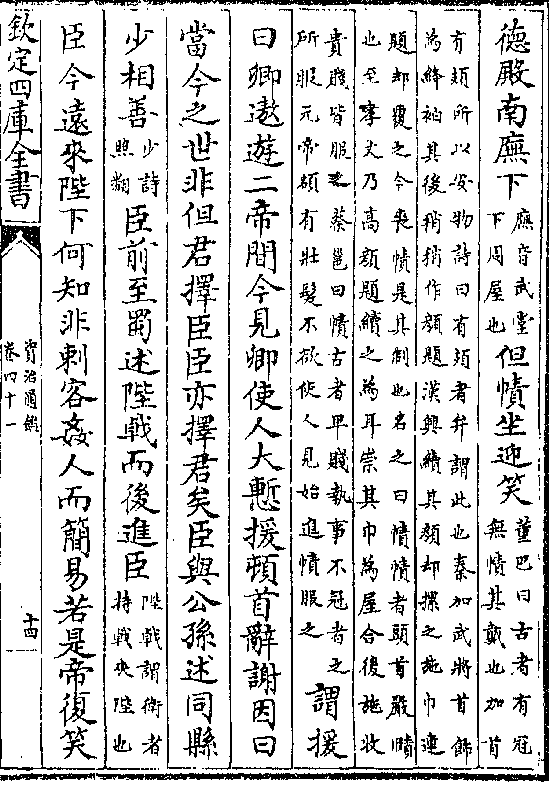 德殿南廡下廡音武堂下周屋也但幘坐迎笑董巴曰古者有冠無幘其戴也加首
有頍所以安物詩曰有頍者弁謂此也秦加武將首飾
為絳袙其後稍稍作顔題漢興續其顔却摞之施巾連
題却覆之今喪幘是其制也名之曰幘幘者頭首嚴賾
也至孝文乃高顔題續之為耳崇其巾為屋合後施收
貴賤皆服之蔡邕曰幘古者卑賤執事不冠者之
所服元帝頟有壯髮不欲使人見始進幘服之謂援
曰卿遨遊二帝間今見卿使人大慙援頓首辭謝因曰
當今之世非但君擇臣臣亦擇君矣臣與公孫述同縣
少相善少詩照翻臣前至蜀述陛戟而後進臣陛戟謂衛者持戟夾陛也
臣今遠來陛下何知非刺客姦人而簡易若是帝復笑
欽定四庫全書
資治通鑑
卷四十一
十四